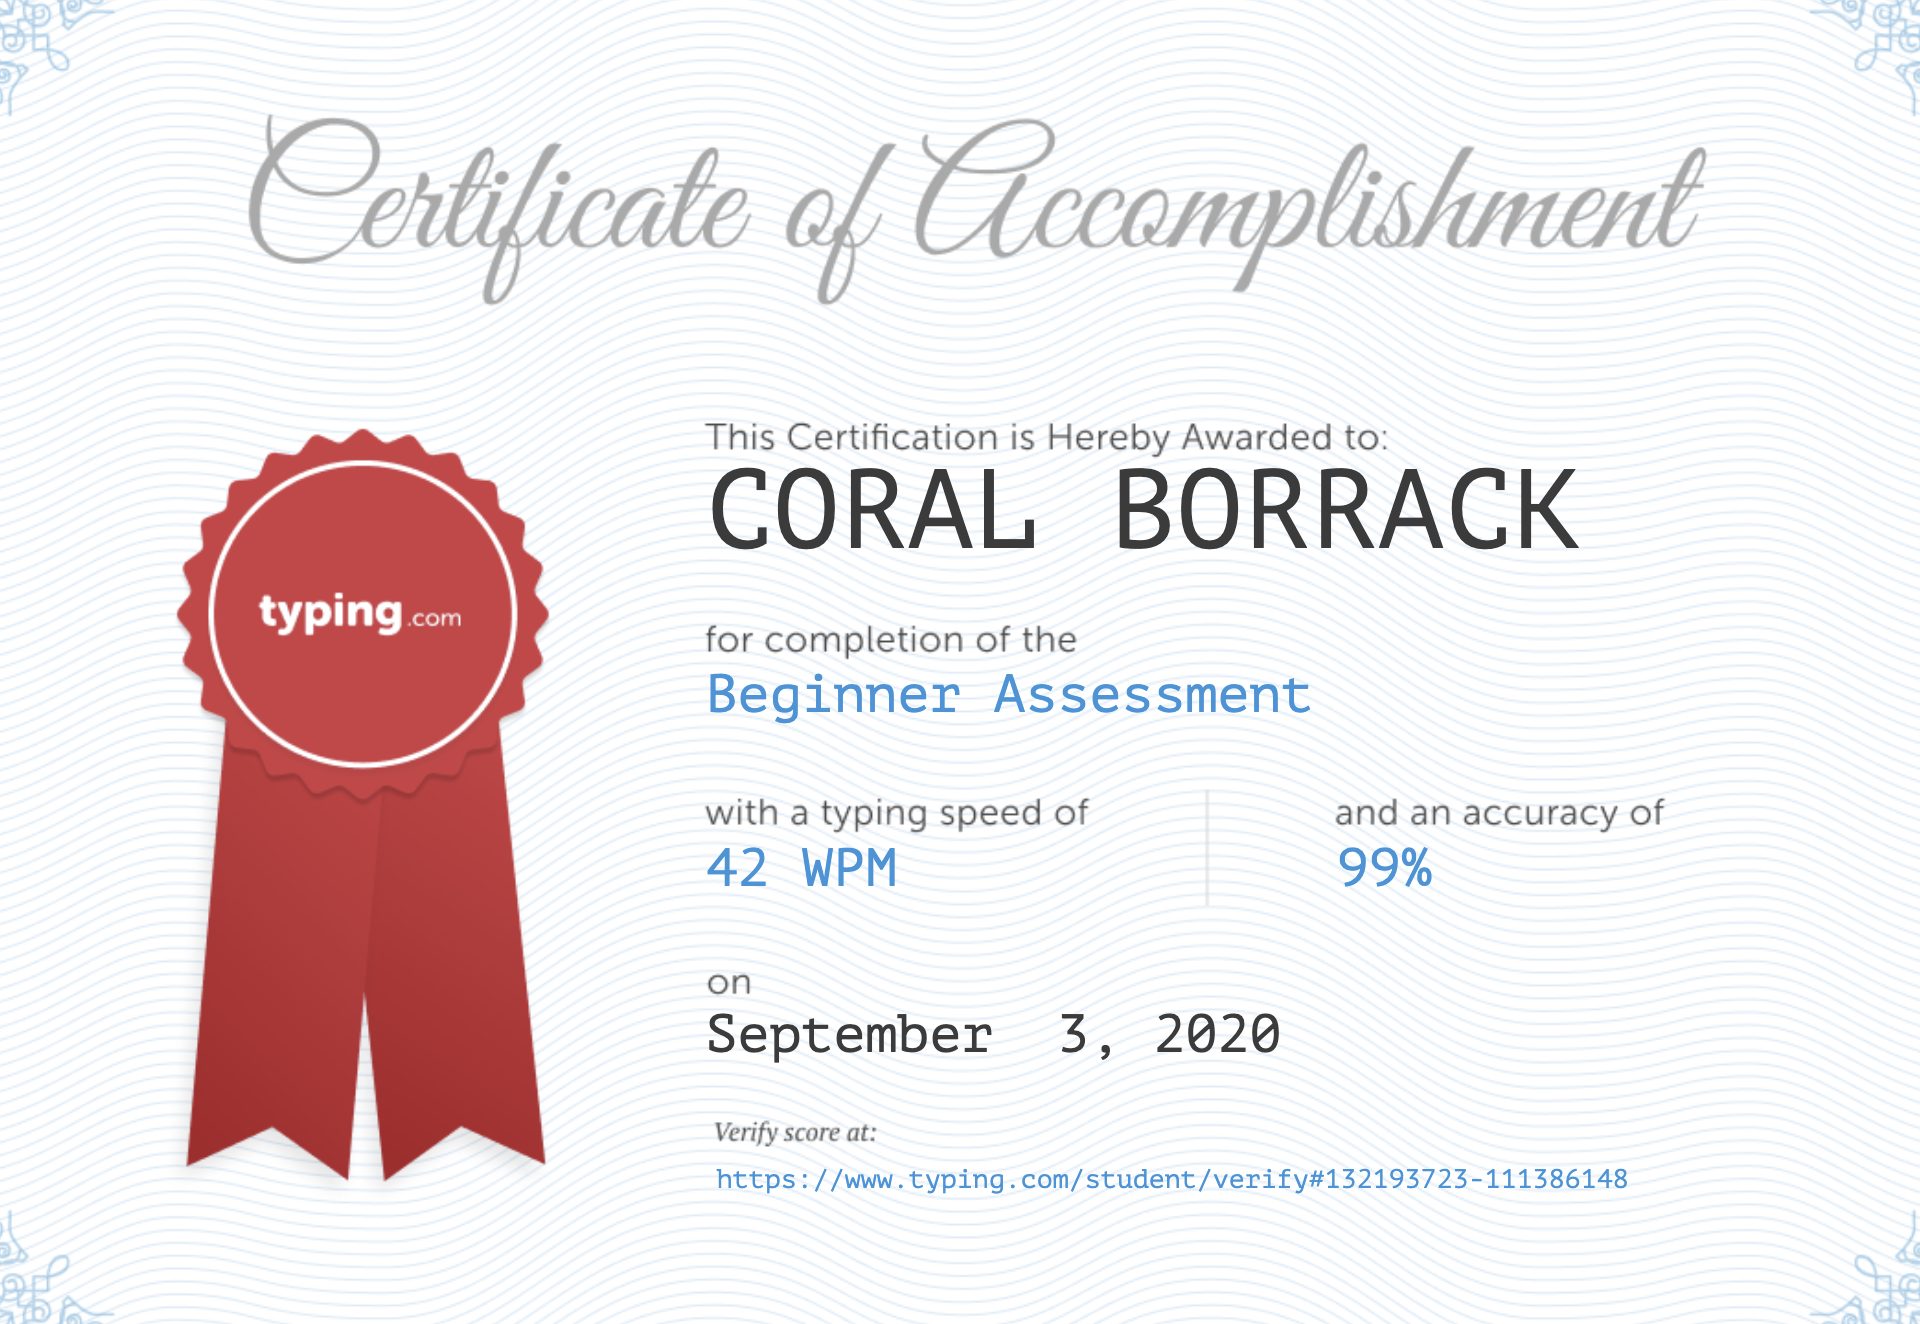 Certificate of Accomplishment
This Certification is Hereby Awarded to:
CORAL BORRACK
typing.com
for completion of the
Beginner Assessment
with a typing speed of
42 WPM
and an accuracy of
99%
on
September 3, 2020
Verify score at:
https://www.typing.com/student/verify#132193723-111386148